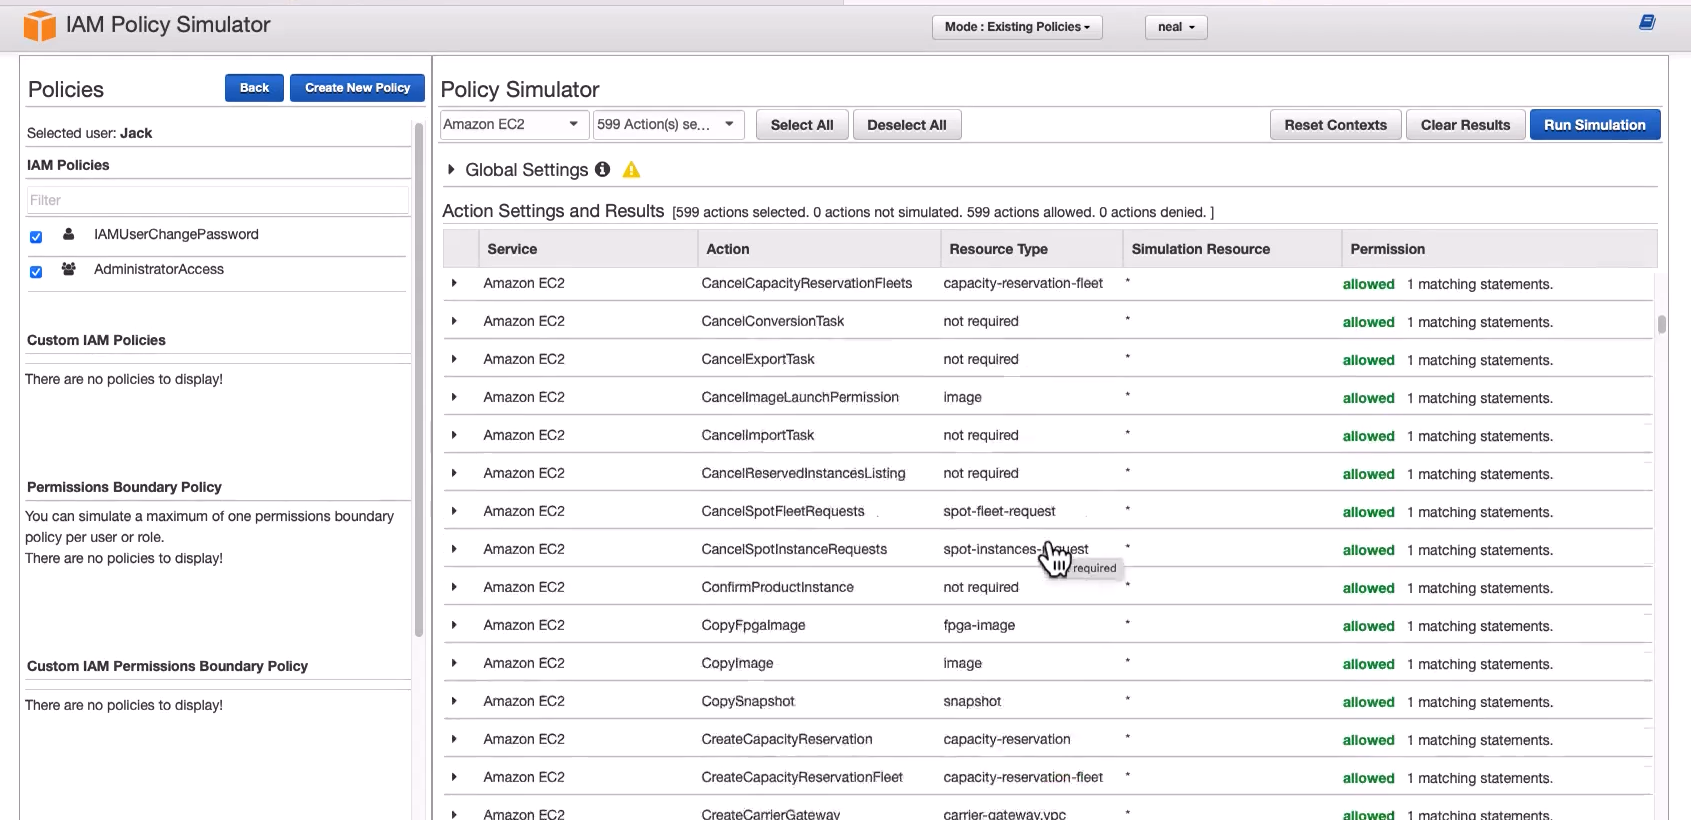 IAM Policy Simulator
Mode : Existing Policies
neal
Policies
Back
Create New Policy
Selected user: Jack
IAM Policies
Filter
IAMUserChangePassword
AdministratorAccess
Custom IAM Policies
There are no policies to display!
Permissions Boundary Policy
You can simulate a maximum of one permissions boundary
policy per user or role.
There are no policies to display!
Custom IAM Permissions Boundary Policy
There are no policies to display!
Policy Simulator
Amazon EC2
599 Action(s) se...
Select All
Deselect All
Reset Contexts
Clear Results
Run Simulation
Global Settings
Action Settings and Results [599 actions selected. 0 actions not simulated. 599 actions allowed. 0 actions denied. ]
Service Action Resource Type Simulation Resource Permission
Amazon EC2 CancelCapacityReservationFleets capacity-reservation-fleet * allowed 1 matching statements.
Amazon EC2 CancelConversionTask not required * allowed 1 matching statements.
Amazon EC2 CancelExportTask not required * allowed 1 matching statements.
Amazon EC2 CancelImageLaunchPermission image * allowed 1 matching statements.
Amazon EC2 CancelImportTask not required * allowed 1 matching statements.
Amazon EC2 CancelReservedInstancesListing not required * allowed 1 matching statements.
Amazon EC2 CancelSpotFleetRequests spot-fleet-request * allowed 1 matching statements.
Amazon EC2 CancelSpotInstanceRequests spot-instances-request * allowed 1 matching statements.
required
Amazon EC2 ConfirmProductInstance not required * allowed 1 matching statements.
Amazon EC2 CopyFpgaImage fpga-image * allowed 1 matching statements.
Amazon EC2 CopyImage image * allowed 1 matching statements.
Amazon EC2 CopySnapshot snapshot * allowed 1 matching statements.
Amazon EC2 CreateCapacityReservation capacity-reservation * allowed 1 matching statements.
Amazon EC2 CreateCapacityReservationFleet capacity-reservation-fleet * allowed 1 matching statements.
Amazon EC2 CreateCarrierGateway carrier-gateway,vpc * allowed 1 matching statements.